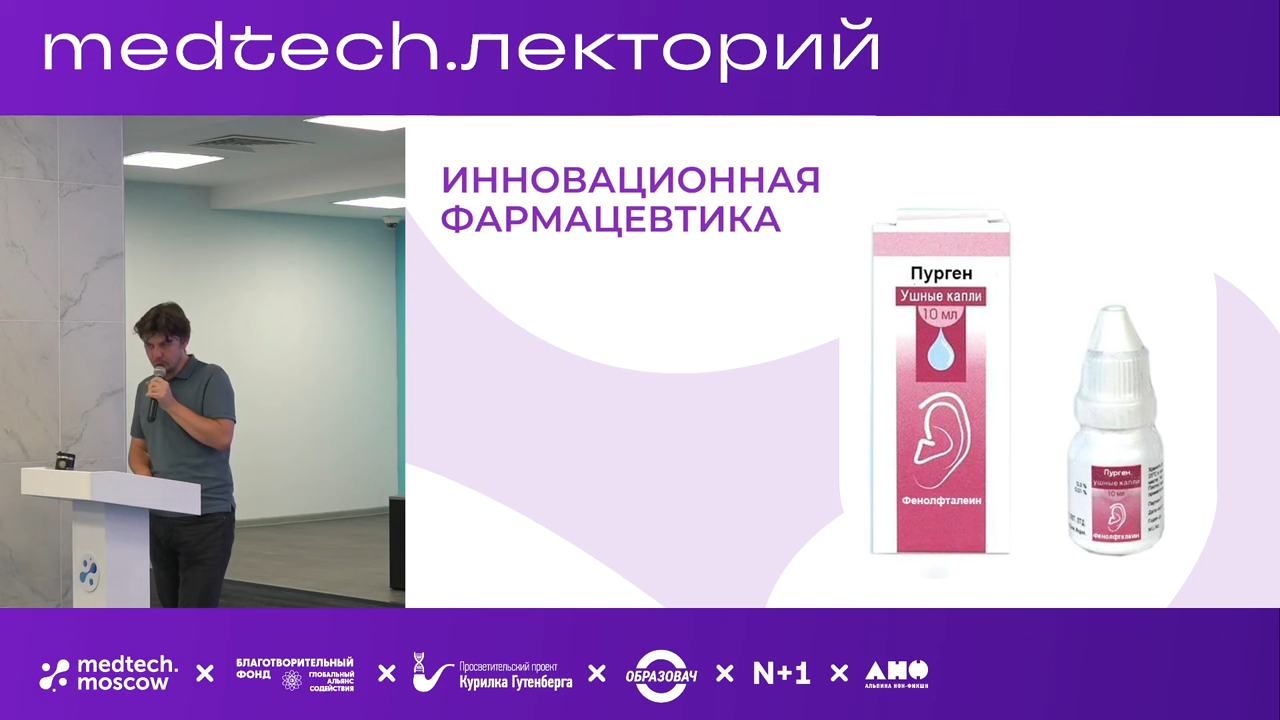 medtech.лекторий
ИННОВАЦИОННАЯ
ФАРМАЦЕВТИКА
Пурген
Ушные капли
10 мл
Фенолфталеин
Пурген,
ушные капли
10 мл
Фенолфталеин
medtech.
moscow
×
БЛАГОТВОРИТЕЛЬНЫЙ
ФОНД
ГЛОБАЛЬНЫЙ
АЛЬЯНС
СОДЕЙСТВИЯ
×
Просветительский проект
Курилка Гутенберга
×
ОБРАЗОВАЧ
×
N+1
×
АНФ
АЛЬПИНА НОН-ФИКШН